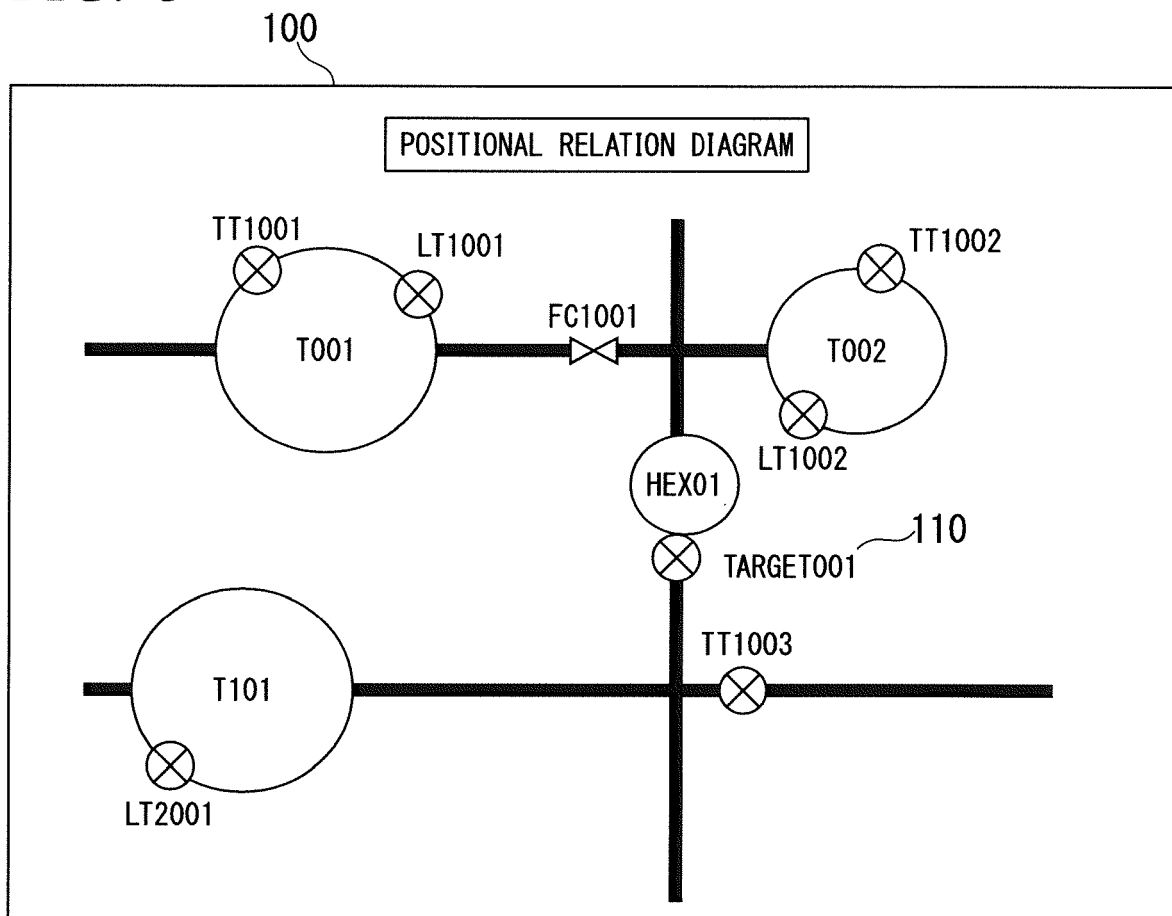 100
POSITIONAL RELATION DIAGRAM
TT1001
LT1001
TT1002
FC1001
T001
T002
LT1002
HEX01
TARGET001
110
TT1003
T101
LT2001